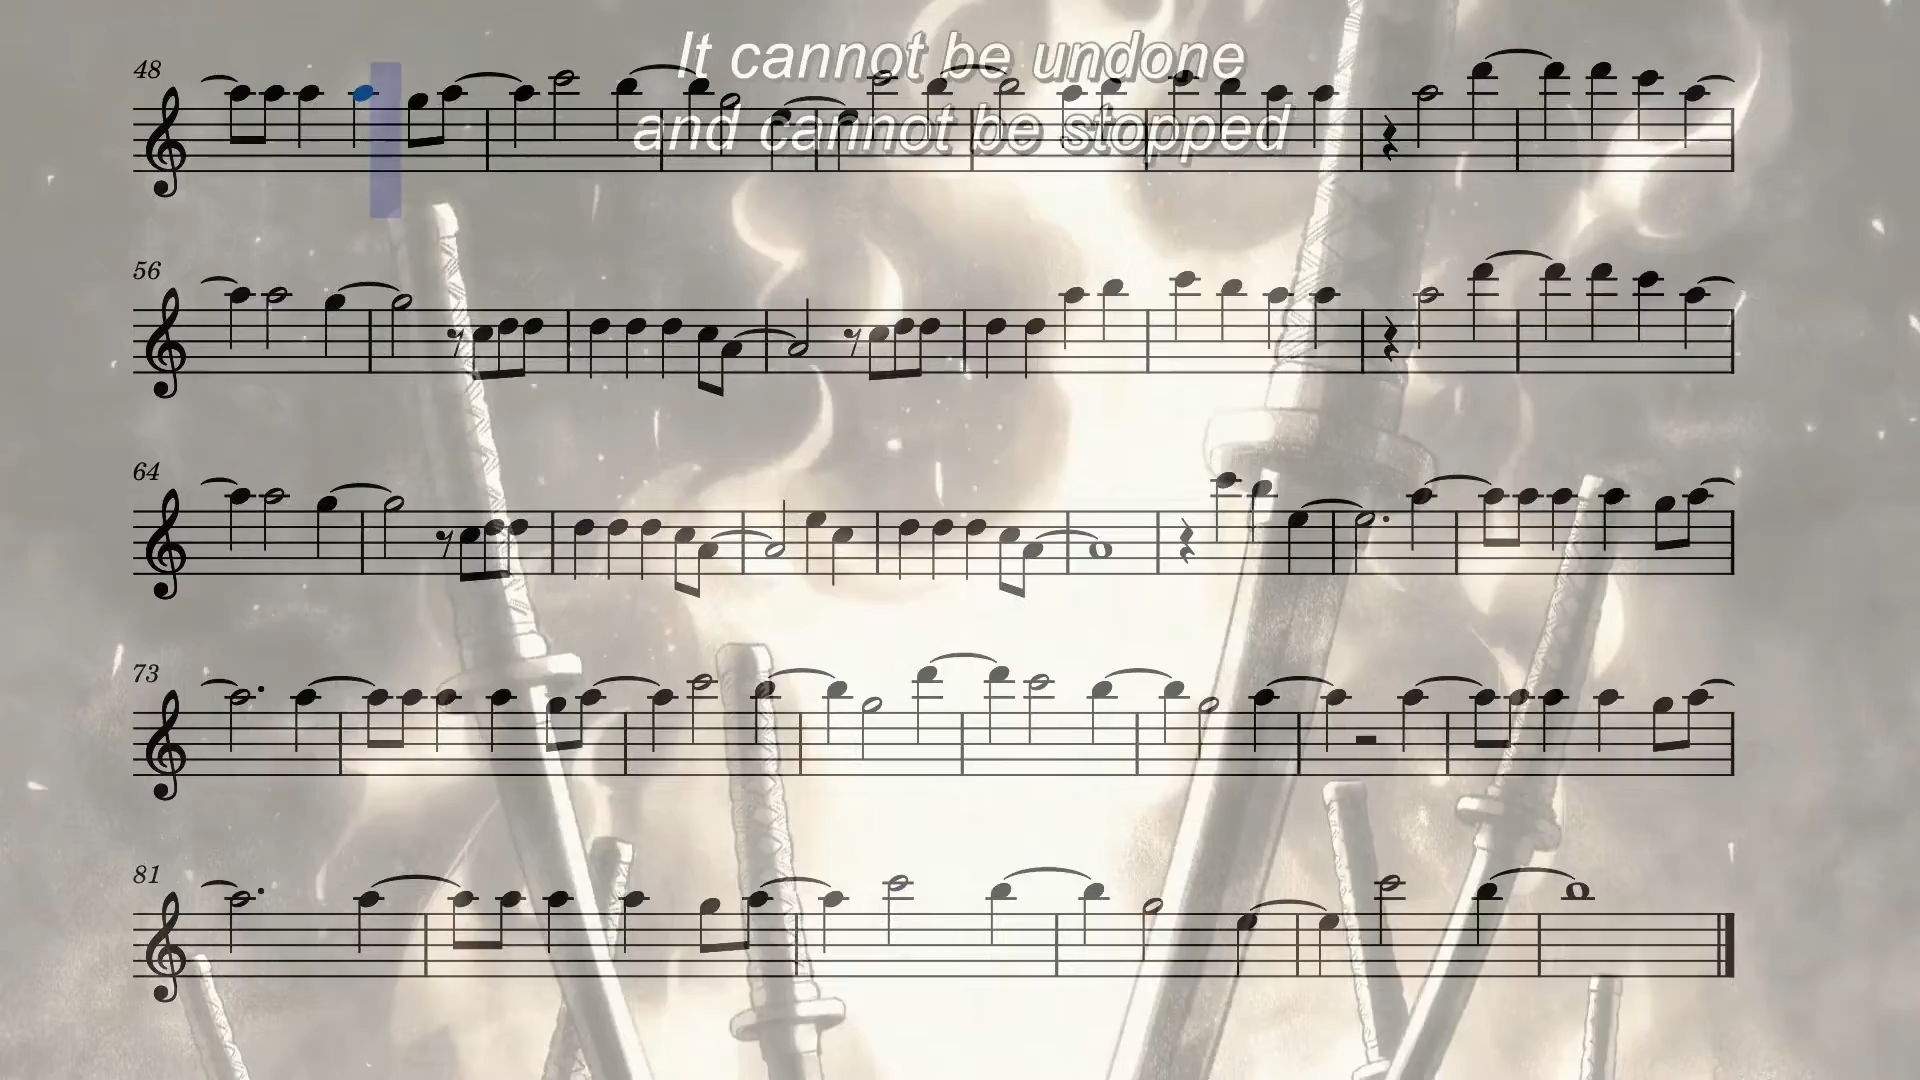 It cannot be undone
48
and cannot be stopped
56
64
73
81